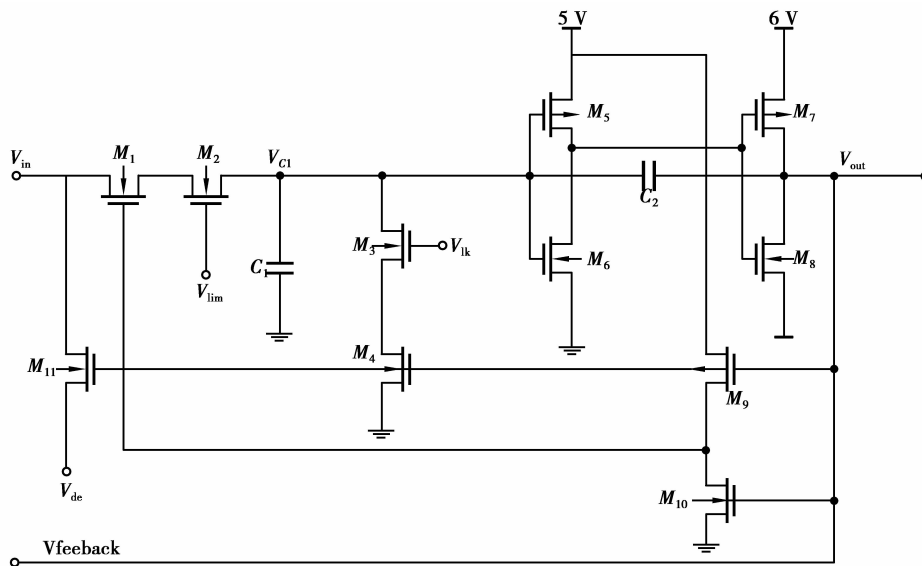 5 V
6 V
M5
M7
Vin
M1
M2
VC1
Vout
C2
M3
Vlk
M6
M8
C1
Vlim
M11
M4
M9
Vde
M10
Vfeeback